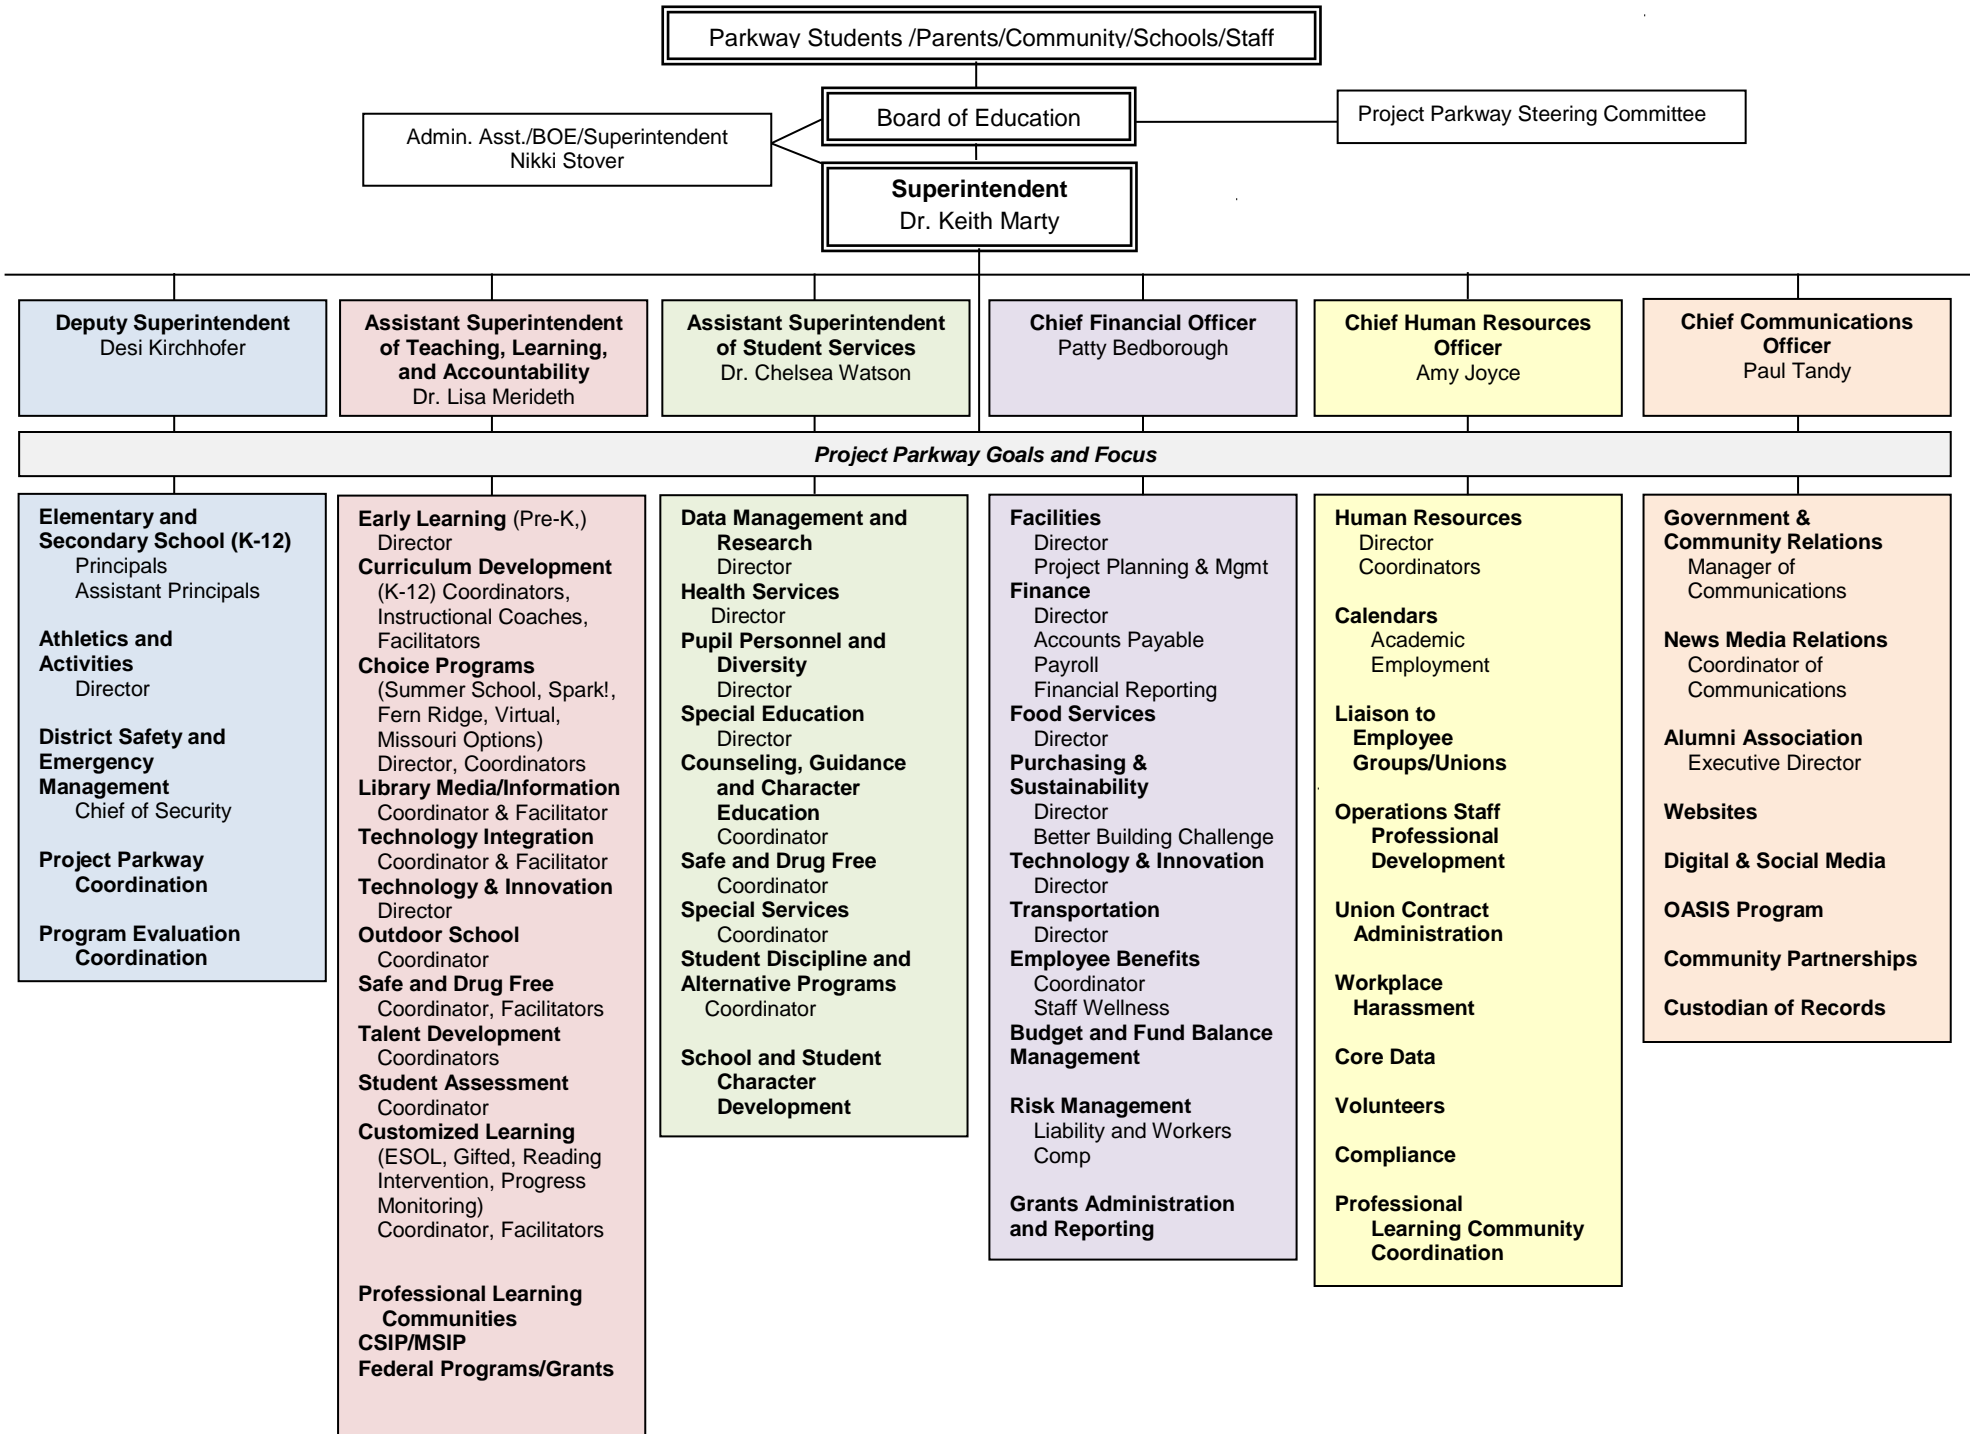 Parkway Students /Parents/Community/Schools/Staff
Board of Education
Project Parkway Steering Committee
Admin. Asst./BOE/Superintendent
Nikki Stover
Superintendent
Dr. Keith Marty
Deputy Superintendent
Desi Kirchhofer
Assistant Superintendent
of Teaching, Learning,
and Accountability
Dr. Lisa Merideth
Assistant Superintendent
of Student Services
Dr. Chelsea Watson
Chief Financial Officer
Patty Bedborough
Chief Human Resources
Officer
Amy Joyce
Chief Communications
Officer
Paul Tandy
Project Parkway Goals and Focus
Elementary and
Secondary School (K-12)
Principals
Assistant Principals
Athletics and
Activities
Director
District Safety and
Emergency
Management
Chief of Security
Project Parkway
Coordination
Program Evaluation
Coordination
Early Learning (Pre-K,)
Director
Curriculum Development
(K-12) Coordinators,
Instructional Coaches,
Facilitators
Choice Programs
(Summer School, Spark!,
Fern Ridge, Virtual,
Missouri Options)
Director, Coordinators
Library Media/Information
Coordinator & Facilitator
Technology Integration
Coordinator & Facilitator
Technology & Innovation
Director
Outdoor School
Coordinator
Safe and Drug Free
Coordinator, Facilitators
Talent Development
Coordinators
Student Assessment
Coordinator
Customized Learning
(ESOL, Gifted, Reading
Intervention, Progress
Monitoring)
Coordinator, Facilitators
Professional Learning
Communities
CSIP/MSIP
Federal Programs/Grants
Data Management and
Research
Director
Health Services
Director
Pupil Personnel and
Diversity
Director
Special Education
Director
Counseling, Guidance
and Character
Education
Coordinator
Safe and Drug Free
Coordinator
Special Services
Coordinator
Student Discipline and
Alternative Programs
Coordinator
School and Student
Character
Development
Facilities
Director
Project Planning & Mgmt
Finance
Director
Accounts Payable
Payroll
Financial Reporting
Food Services
Director
Purchasing &
Sustainability
Director
Better Building Challenge
Technology & Innovation
Director
Transportation
Director
Employee Benefits
Coordinator
Staff Wellness
Budget and Fund Balance
Management
Risk Management
Liability and Workers
Comp
Grants Administration
and Reporting
Human Resources
Director
Coordinators
Calendars
Academic
Employment
Liaison to
Employee
Groups/Unions
Operations Staff
Professional
Development
Union Contract
Administration
Workplace
Harassment
Core Data
Volunteers
Compliance
Professional
Learning Community
Coordination
Government &
Community Relations
Manager of
Communications
News Media Relations
Coordinator of
Communications
Alumni Association
Executive Director
Websites
Digital & Social Media
OASIS Program
Community Partnerships
Custodian of Records